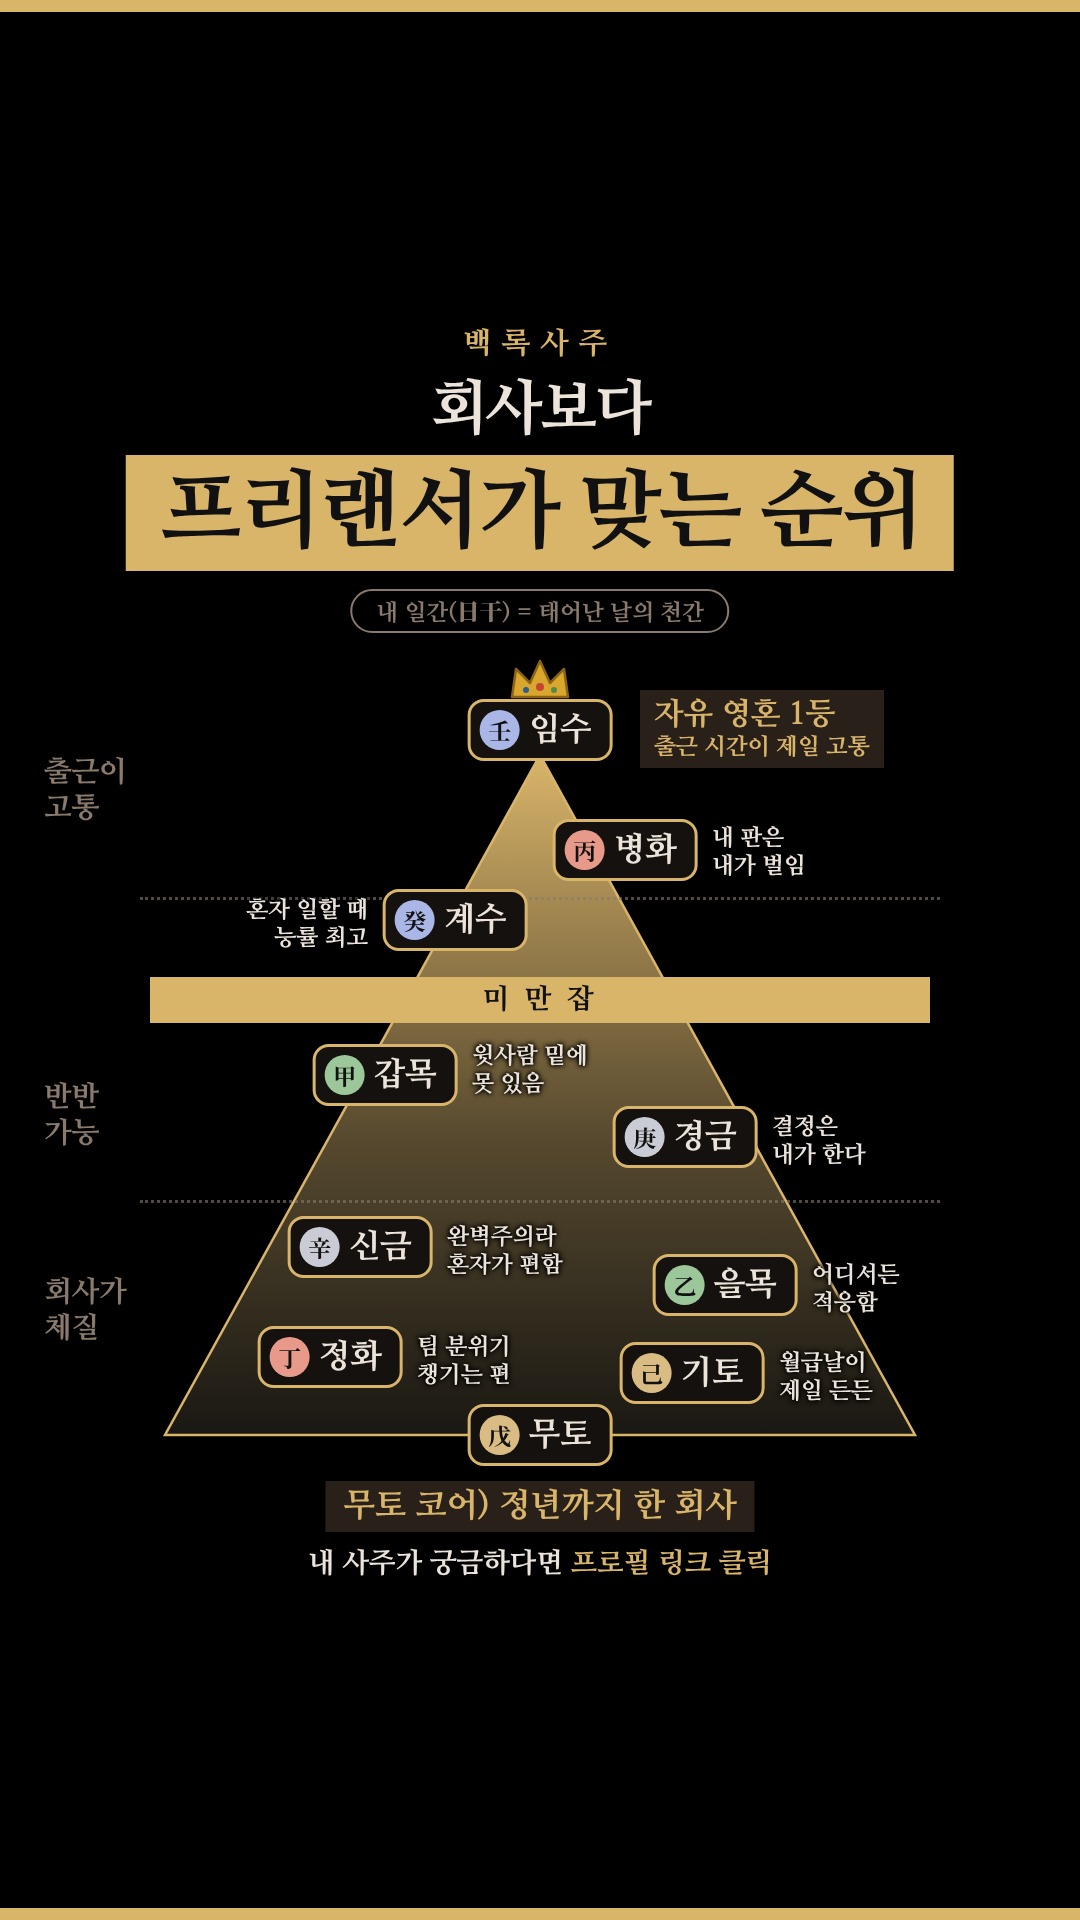 백록사주
회사보다
프리랜서가 맞는 순위
내 일간(日干) = 태어난 날의 천간
壬 임수
자유 영혼 1등
출근 시간이 제일 고통
출근이
고통
丙 병화
내 판은
내가 벌임
혼자 일할 때
능률 최고
癸 계수
미만잡
甲 갑목
윗사람 밑에
못 있음
반반
가능
庚 경금
결정은
내가 한다
辛 신금
완벽주의라
혼자가 편함
乙 을목
어디서든
적응함
회사가
체질
丁 정화
팀 분위기
챙기는 편
己 기토
월급날이
제일 든든
戊 무토
무토 코어) 정년까지 한 회사
내 사주가 궁금하다면 프로필 링크 클릭